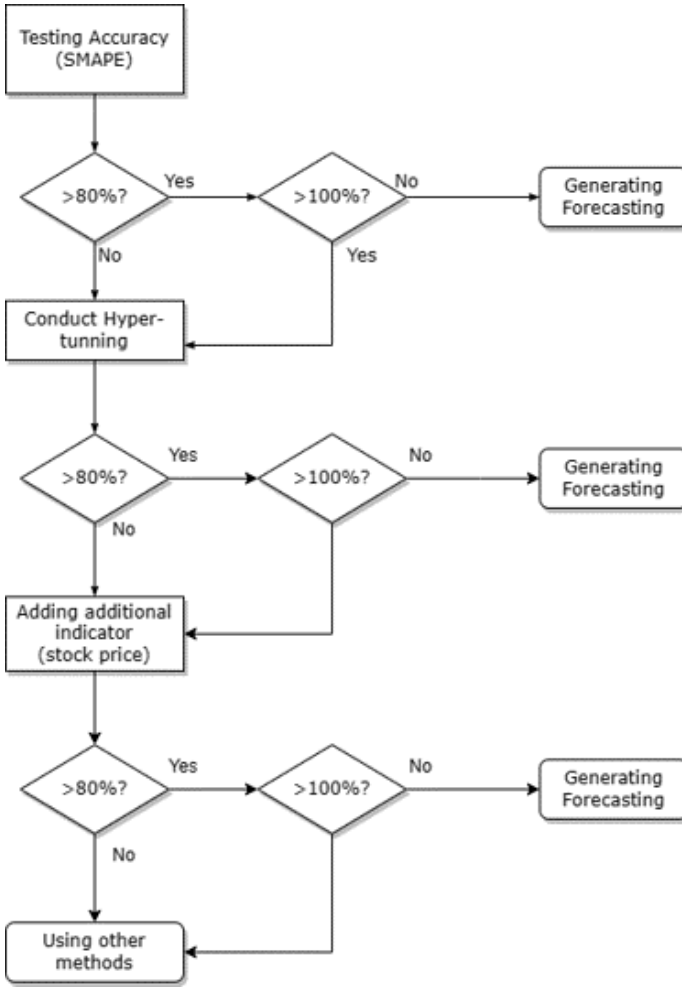 Testing Accuracy
(SMAPE)
>80%?
Yes
>100%?
No
Generating
Forecasting
No
Yes
Conduct Hyper-
tunning
>80%?
Yes
>100%?
No
Generating
Forecasting
No
Adding additional
indicator
(stock price)
>80%?
Yes
>100%?
No
Generating
Forecasting
No
Using other
methods